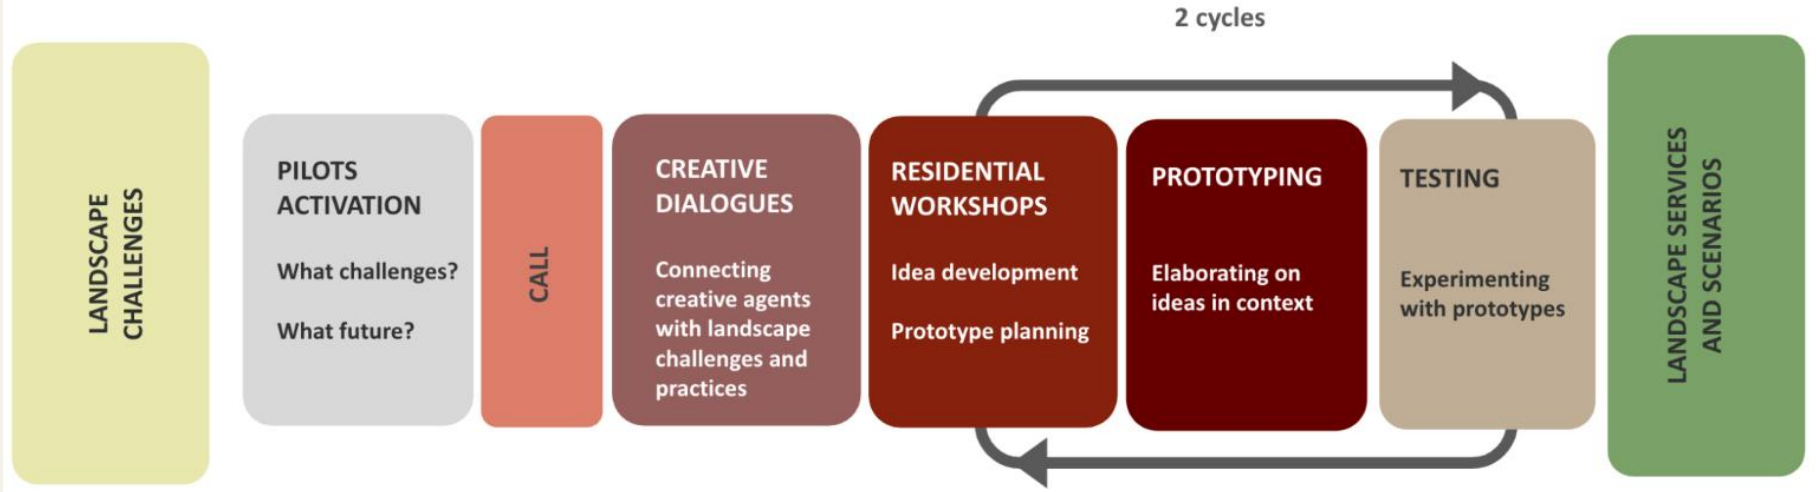 2 cycles
LANDSCAPE
CHALLENGES
PILOTS
ACTIVATION
What challenges?
What future?
CALL
CREATIVE
DIALOGUES
Connecting
creative agents
with landscape
challenges and
practices
RESIDENTIAL
WORKSHOPS
Idea development
Prototype planning
PROTOTYPING
Elaborating on
ideas in context
TESTING
Experimenting
with prototypes
LANDSCAPE SERVICES
AND SCENARIOS